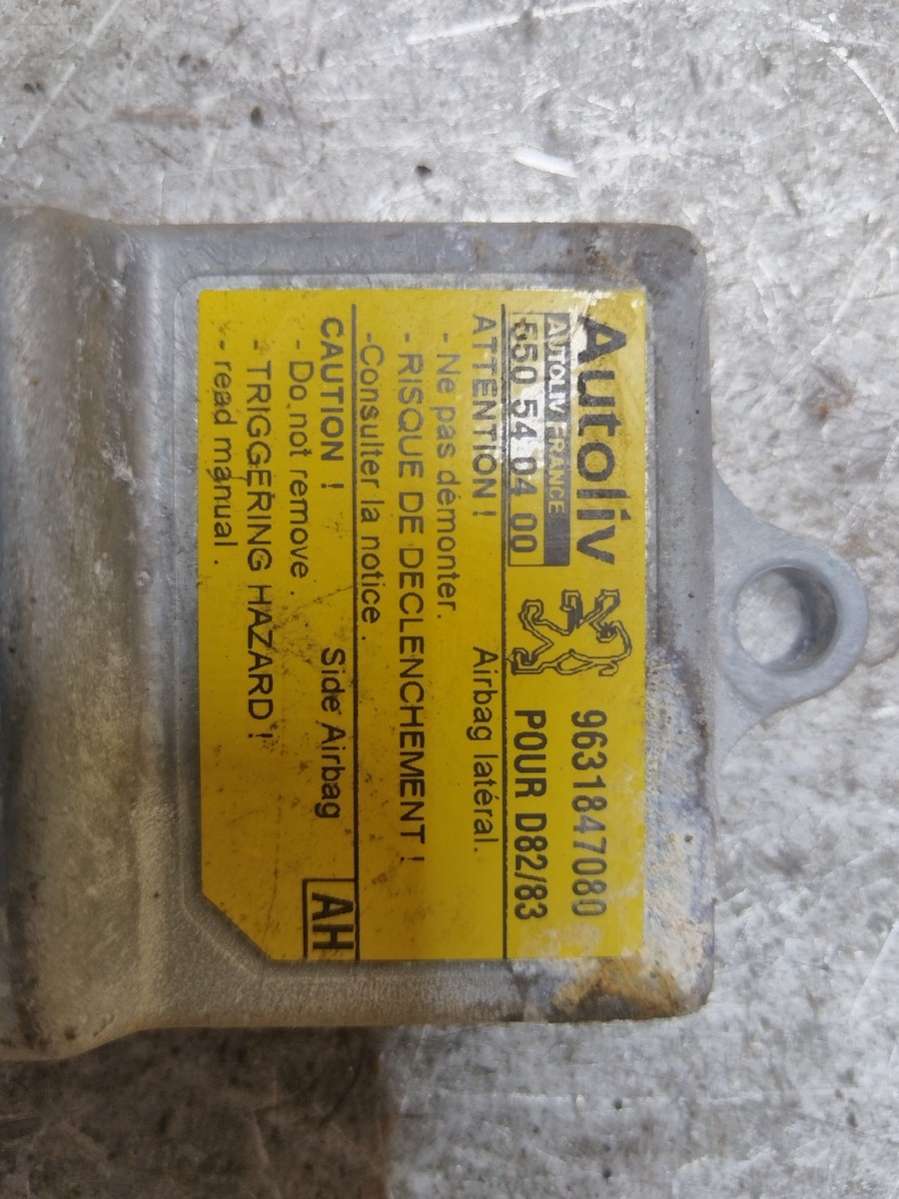 Autoliv 9631847080
AUTOLIV FRANCE
550 54 04 00 POUR D82/83
ATTENTION! Airbag latéral.
- Ne pas démonter.
- RISQUE DE DECLENCHEMENT !
-Consulter la notice .
CAUTION ! Side Airbag AH
- Do not remove .
- TRIGGERING HAZARD !
- read manual .